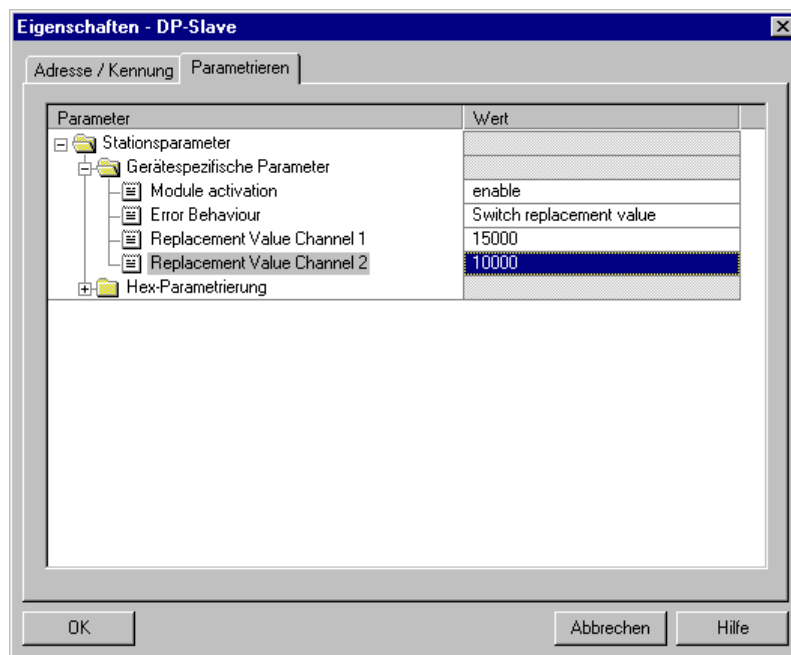 Eigenschaften - DP-Slave
Adresse / Kennung Parametrieren
Parameter Wert
Stationsparameter
Gerätespezifische Parameter
Module activation enable
Error Behaviour Switch replacement value
Replacement Value Channel 1 15000
Replacement Value Channel 2 10000
Hex-Parametrierung
OK Abbrechen Hilfe